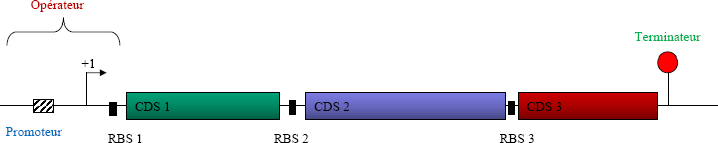 Opérateur
Terminateur
+1
CDS 1
CDS 2
CDS 3
Promoteur
RBS 1
RBS 2
RBS 3